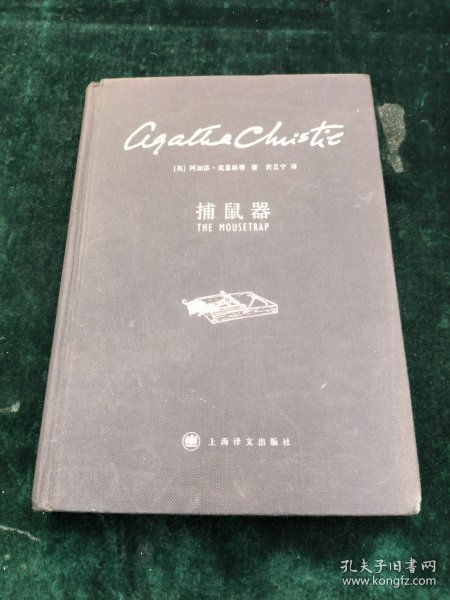 Agatha Christie
[英] 阿加莎·克里斯蒂 著 黄昱宁 译
捕鼠器
THE MOUSETRAP
上海译文出版社
孔夫子旧书网
www.kongfz.com